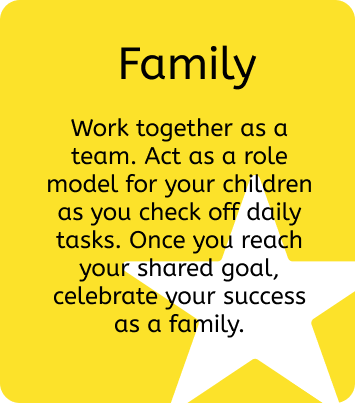 Family
Work together as a
team. Act as a role
model for your children
as you check off daily
tasks. Once you reach
your shared goal,
celebrate your success
as a family.